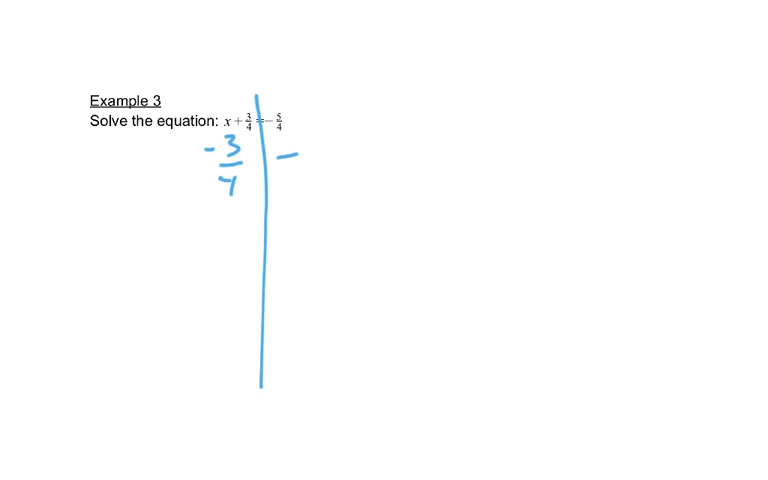 Example 3
Solve the equation: x + 3/4 = - 5/4
- 3/4 -